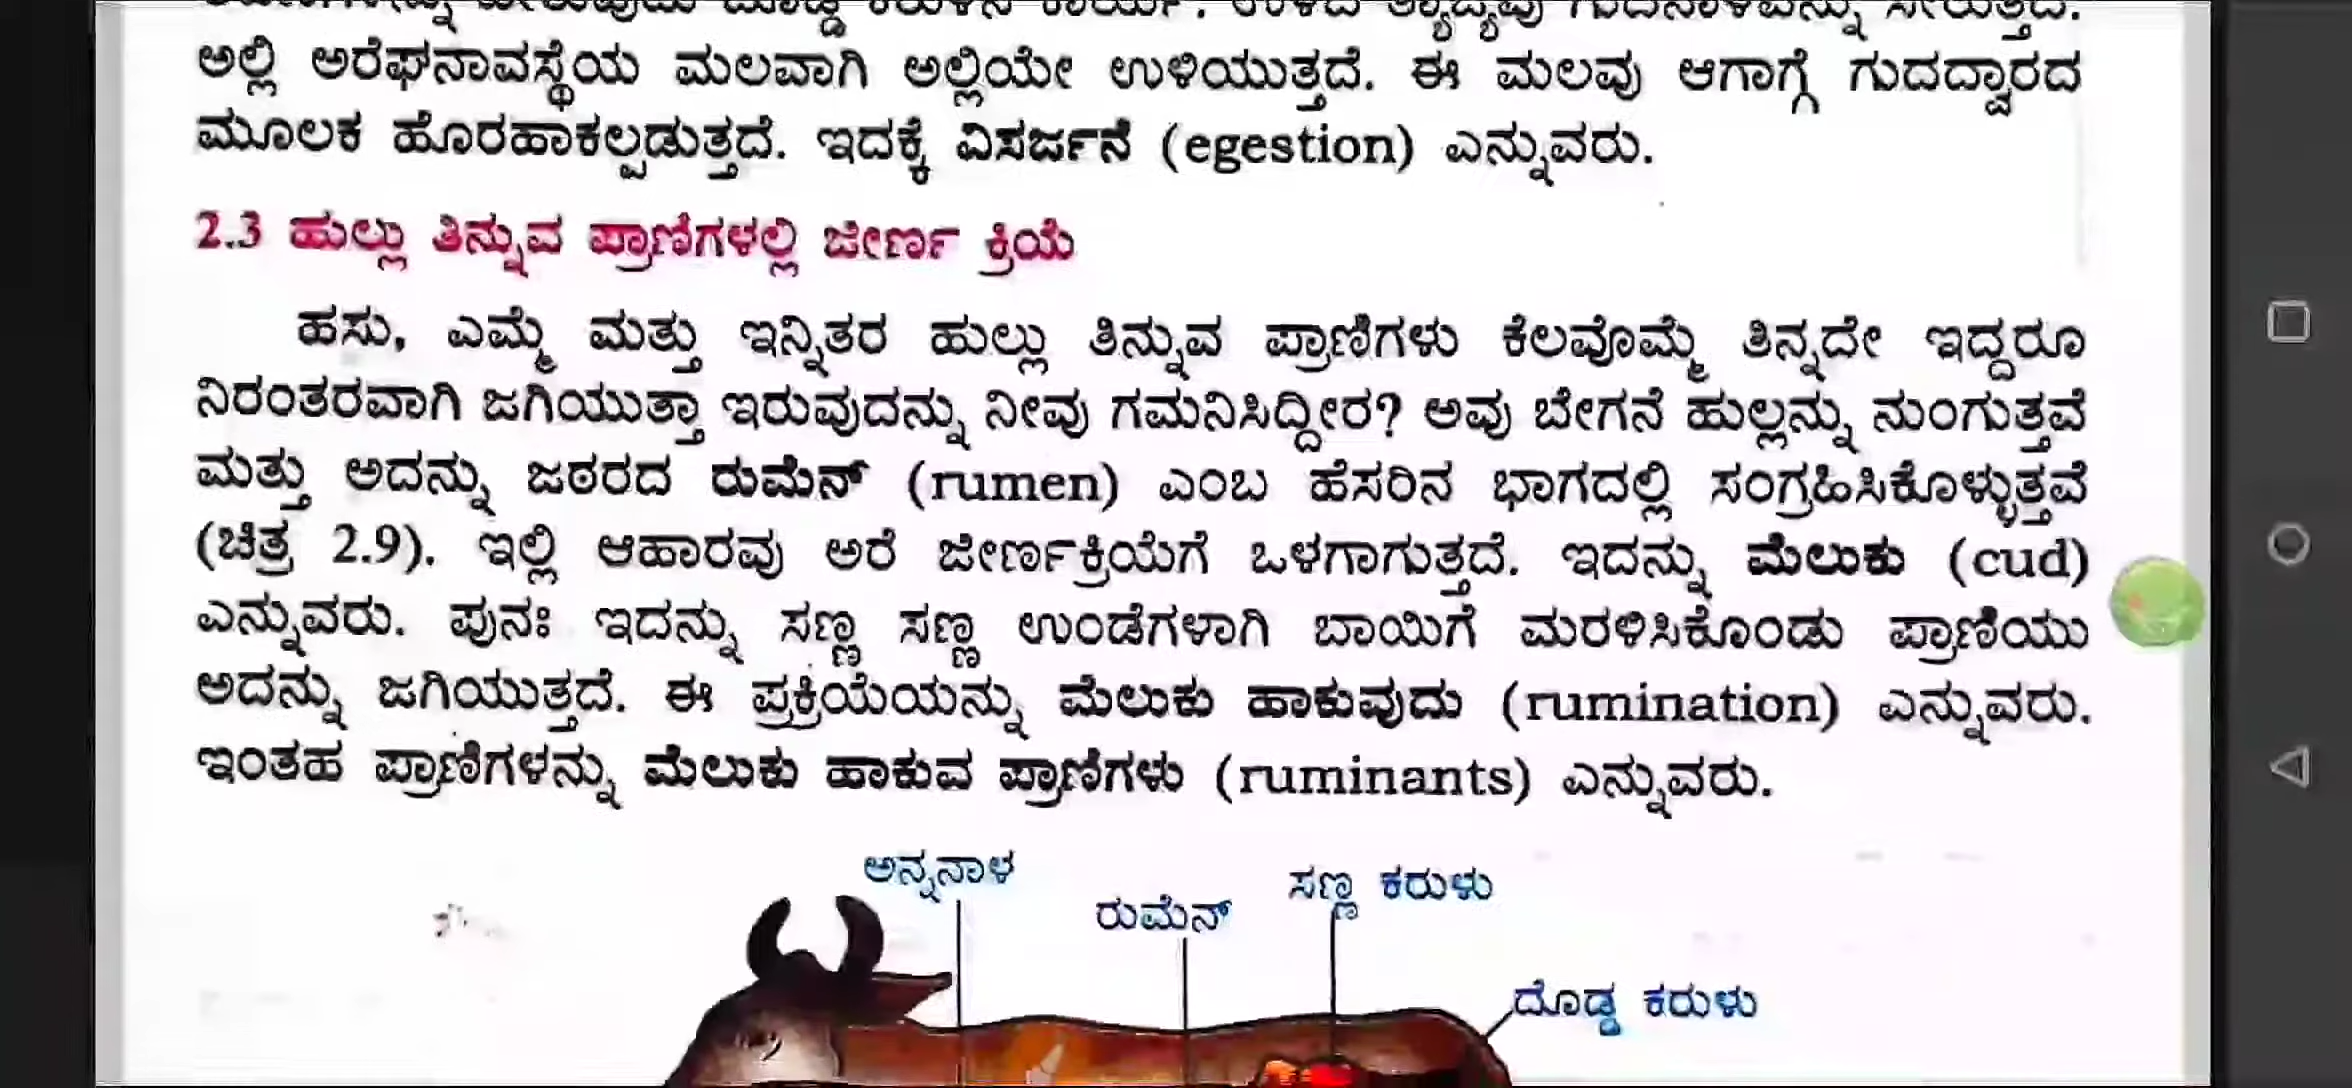 ಅಲ್ಲಿ ಅರೆಘನಾವಸ್ಥೆಯ ಮಲವಾಗಿ ಅಲ್ಲಿಯೇ ಉಳಿಯುತ್ತದೆ. ಈ ಮಲವು ಆಗಾಗ್ಗೆ ಗುದದ್ವಾರದ
ಮೂಲಕ ಹೊರಹಾಕಲ್ಪಡುತ್ತದೆ. ಇದಕ್ಕೆ ವಿಸರ್ಜನೆ (egestion) ಎನ್ನುವರು.
2.3 ಹುಲ್ಲು ತಿನ್ನುವ ಪ್ರಾಣಿಗಳಲ್ಲಿ ಜೀರ್ಣ ಕ್ರಿಯೆ
ಹಸು, ಎಮ್ಮೆ ಮತ್ತು ಇನ್ನಿತರ ಹುಲ್ಲು ತಿನ್ನುವ ಪ್ರಾಣಿಗಳು ಕೆಲವೊಮ್ಮೆ ತಿನ್ನದೇ ಇದ್ದರೂ
ನಿರಂತರವಾಗಿ ಜಗಿಯುತ್ತಾ ಇರುವುದನ್ನು ನೀವು ಗಮನಿಸಿದ್ದೀರ? ಅವು ಬೇಗನೆ ಹುಲ್ಲನ್ನು ನುಂಗುತ್ತವೆ
ಮತ್ತು ಅದನ್ನು ಜಠರದ ರುಮೆನ್ (rumen) ಎಂಬ ಹೆಸರಿನ ಭಾಗದಲ್ಲಿ ಸಂಗ್ರಹಿಸಿಕೊಳ್ಳುತ್ತವೆ
(ಚಿತ್ರ 2.9). ಇಲ್ಲಿ ಆಹಾರವು ಅರೆ ಜೀರ್ಣಕ್ರಿಯೆಗೆ ಒಳಗಾಗುತ್ತದೆ. ಇದನ್ನು ಮೆಲುಕು (cud)
ಎನ್ನುವರು. ಪುನಃ ಇದನ್ನು ಸಣ್ಣ ಸಣ್ಣ ಉಂಡೆಗಳಾಗಿ ಬಾಯಿಗೆ ಮರಳಿಸಿಕೊಂಡು ಪ್ರಾಣಿಯು
ಅದನ್ನು ಜಗಿಯುತ್ತದೆ. ಈ ಪ್ರಕ್ರಿಯೆಯನ್ನು ಮೆಲುಕು ಹಾಕುವುದು (rumination) ಎನ್ನುವರು.
ಇಂತಹ ಪ್ರಾಣಿಗಳನ್ನು ಮೆಲುಕು ಹಾಕುವ ಪ್ರಾಣಿಗಳು (ruminants) ಎನ್ನುವರು.
ಅನ್ನನಾಳ
ರುಮೆನ್
ಸಣ್ಣ ಕರುಳು
ದೊಡ್ಡ ಕರುಳು